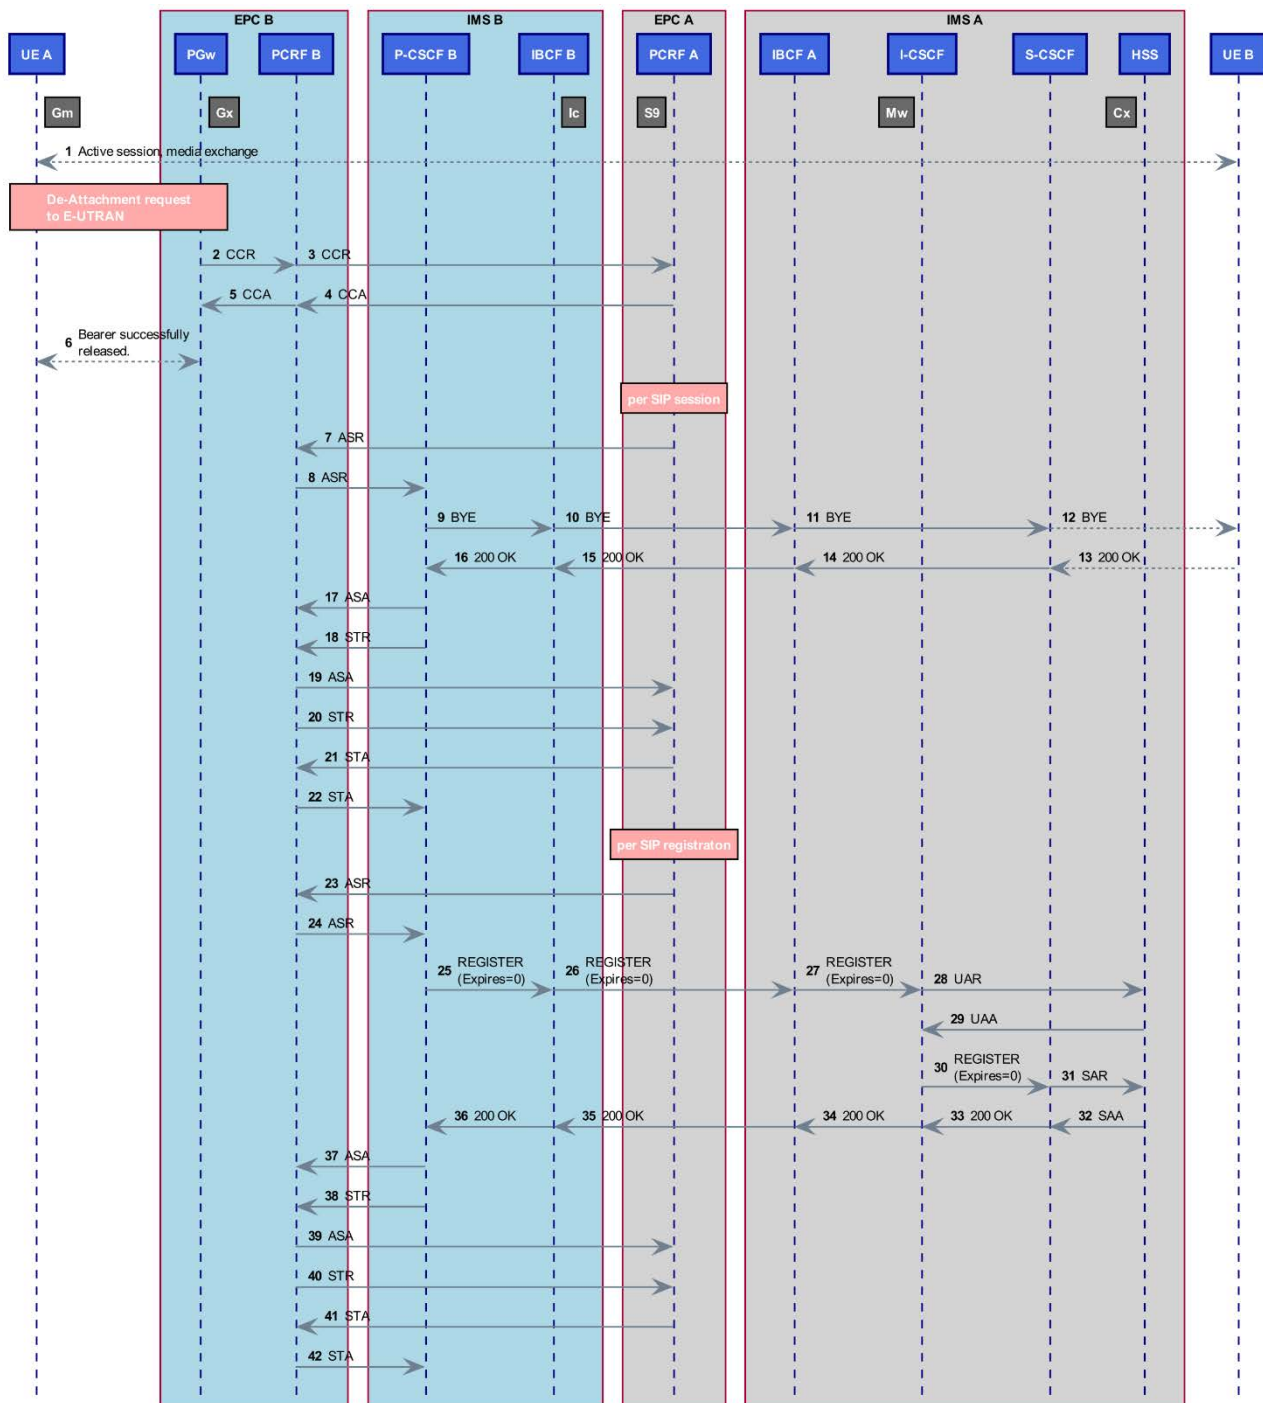 EPC B
IMS B
EPC A
IMS A
UE A
PGw
PCRF B
P-CSCF B
IBCF B
PCRF A
IBCF A
I-CSCF
S-CSCF
HSS
UE B
Gm
Gx
Ic
S9
Mw
Cx
1 Active session, media exchange
De-Attachment request
to E-UTRAN
2 CCR
3 CCR
5 CCA
4 CCA
6 Bearer successfully
released.
per SIP session
7 ASR
8 ASR
9 BYE
10 BYE
11 BYE
12 BYE
16 200 OK
15 200 OK
14 200 OK
13 200 OK
17 ASA
18 STR
19 ASA
20 STR
21 STA
22 STA
per SIP registraton
23 ASR
24 ASR
25 REGISTER
(Expires=0)
26 REGISTER
(Expires=0)
27 REGISTER
(Expires=0)
28 UAR
29 UAA
30 REGISTER
(Expires=0)
31 SAR
36 200 OK
35 200 OK
34 200 OK
33 200 OK
32 SAA
37 ASA
38 STR
39 ASA
40 STR
41 STA
42 STA